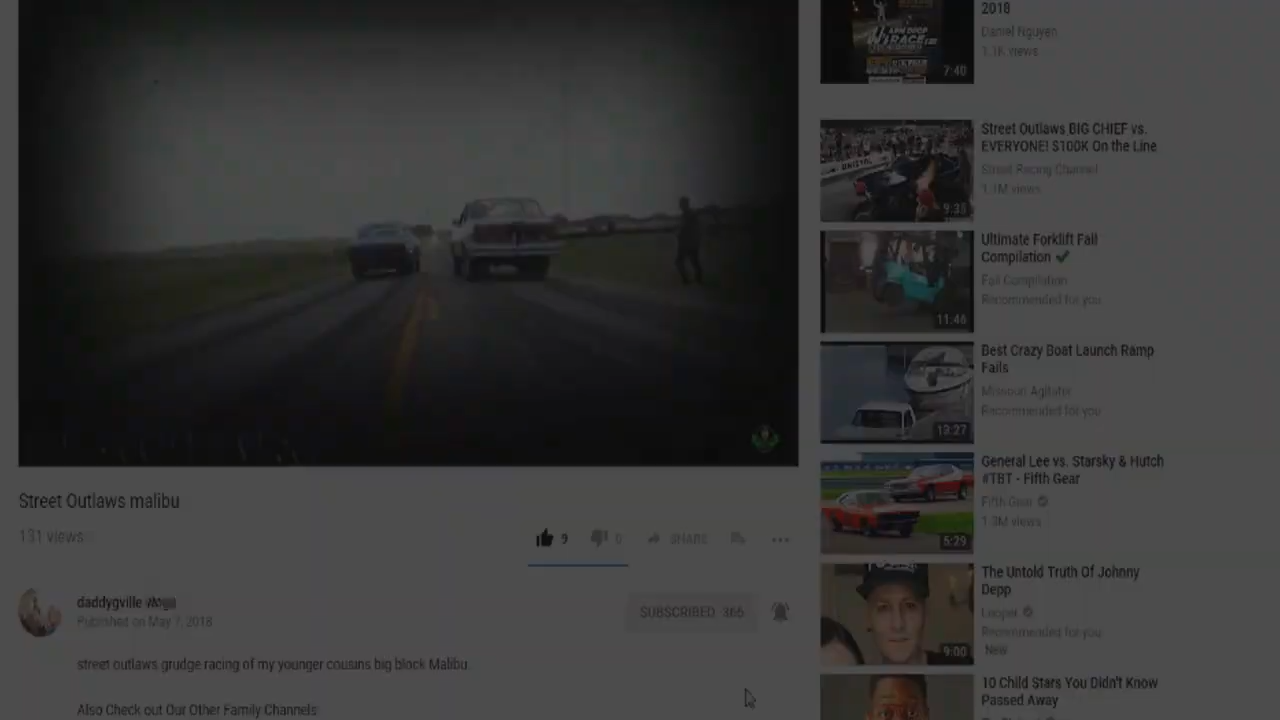 Street Outlaws malibu
131 views
9
0
SHARE
daddygville
Published on May 7, 2018
SUBSCRIBED 366
street outlaws grudge racing of my younger cousins big block Malibu
Also Check out Our Other Family Channels
2018
Daniel Nguyen
1.1K views
RACE
7:40
Street Outlaws BIG CHIEF vs.
EVERYONE! $100K On the Line
Street Racing Channel
1.1M views
BRISTOL
9:35
Ultimate Forklift Fail
Compilation
Fail Compilation
Recommended for you
11:46
Best Crazy Boat Launch Ramp
Fails
Missouri Agitator
Recommended for you
13:27
General Lee vs. Starsky & Hutch
#TBT - Fifth Gear
Fifth Gear
1.3M views
5:29
The Untold Truth Of Johnny
Depp
Looper
Recommended for you
New
9:00
10 Child Stars You Didn't Know
Passed Away